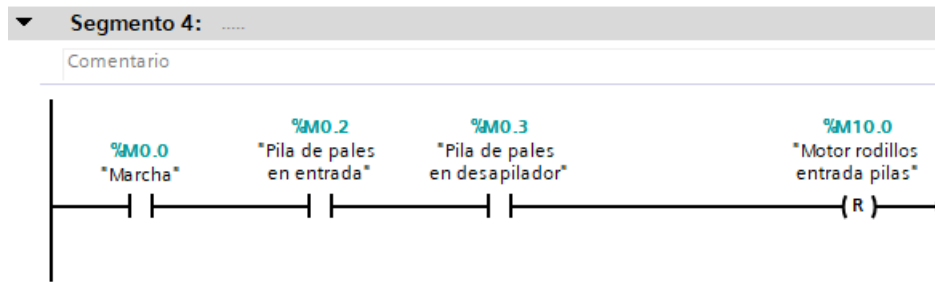 Segmento 4: .....
Comentario
%M0.0
"Marcha"
%M0.2
"Pila de pales
en entrada"
%M0.3
"Pila de pales
en desapilador"
%M10.0
"Motor rodillos
entrada pilas"
R